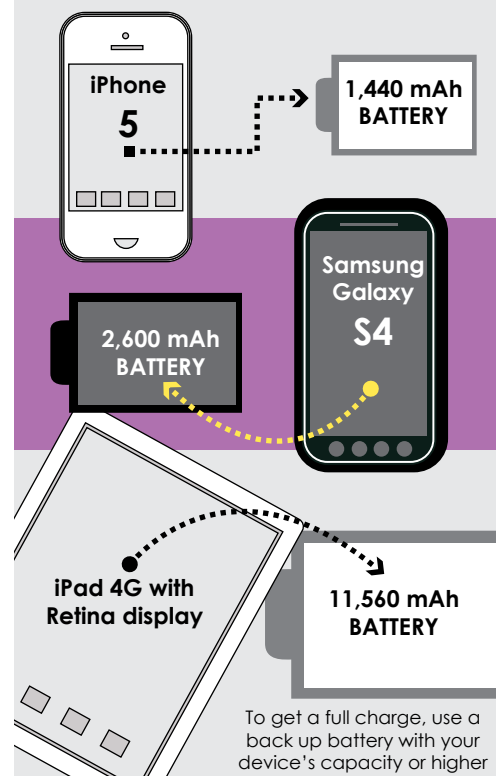 iPhone
5
1,440 mAh
BATTERY
Samsung
Galaxy
S4
2,600 mAh
BATTERY
iPad 4G with
Retina display
11,560 mAh
BATTERY
To get a full charge, use a
back up battery with your
device’s capacity or higher